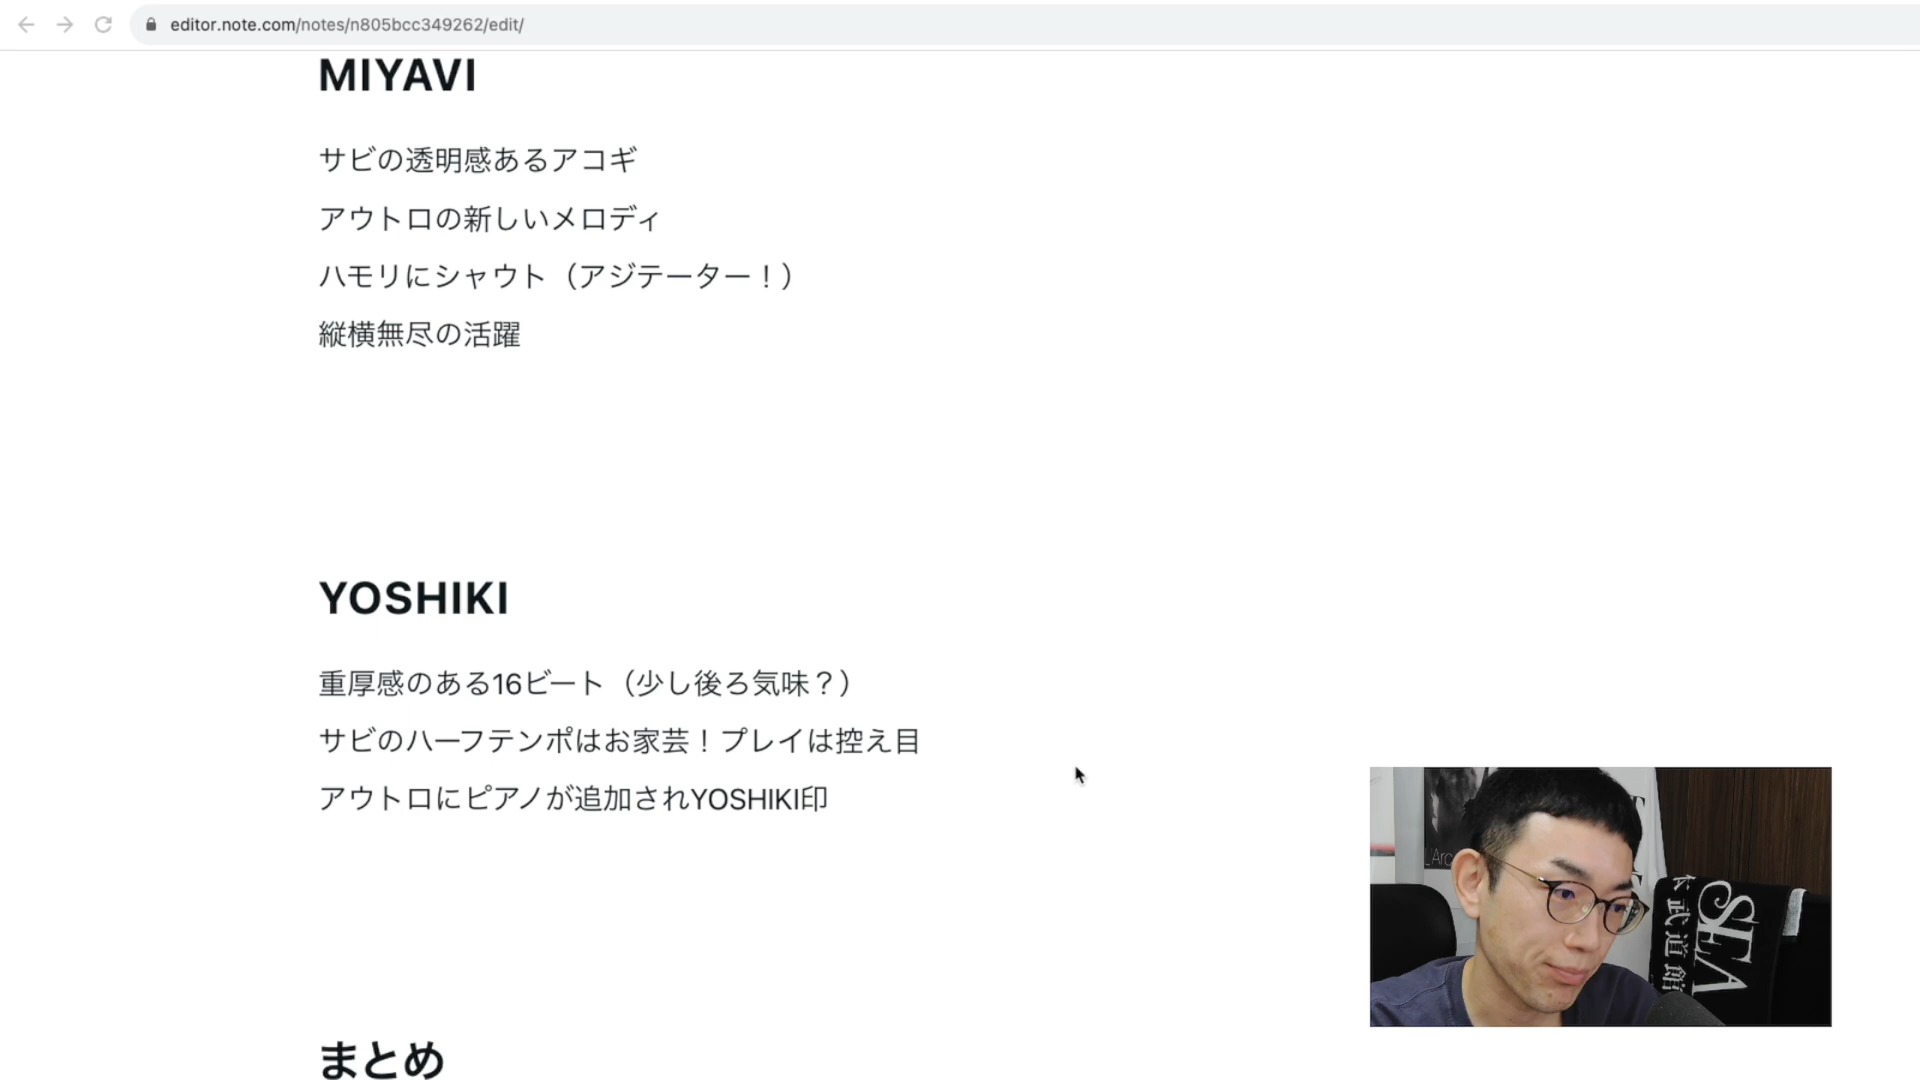 editor.note.com/notes/n805bcc349262/edit/
MIYAVI
サビの透明感あるアコギ
アウトロの新しいメロディ
ハモリにシャウト（アジテーター！）
縦横無尽の活躍
YOSHIKI
重厚感のある16ビート（少し後ろ気味？）
サビのハーフテンポはお家芸！プレイは控え目
アウトロにピアノが追加されYOSHIKI印
L'Arc
SEA
武道館
まとめ